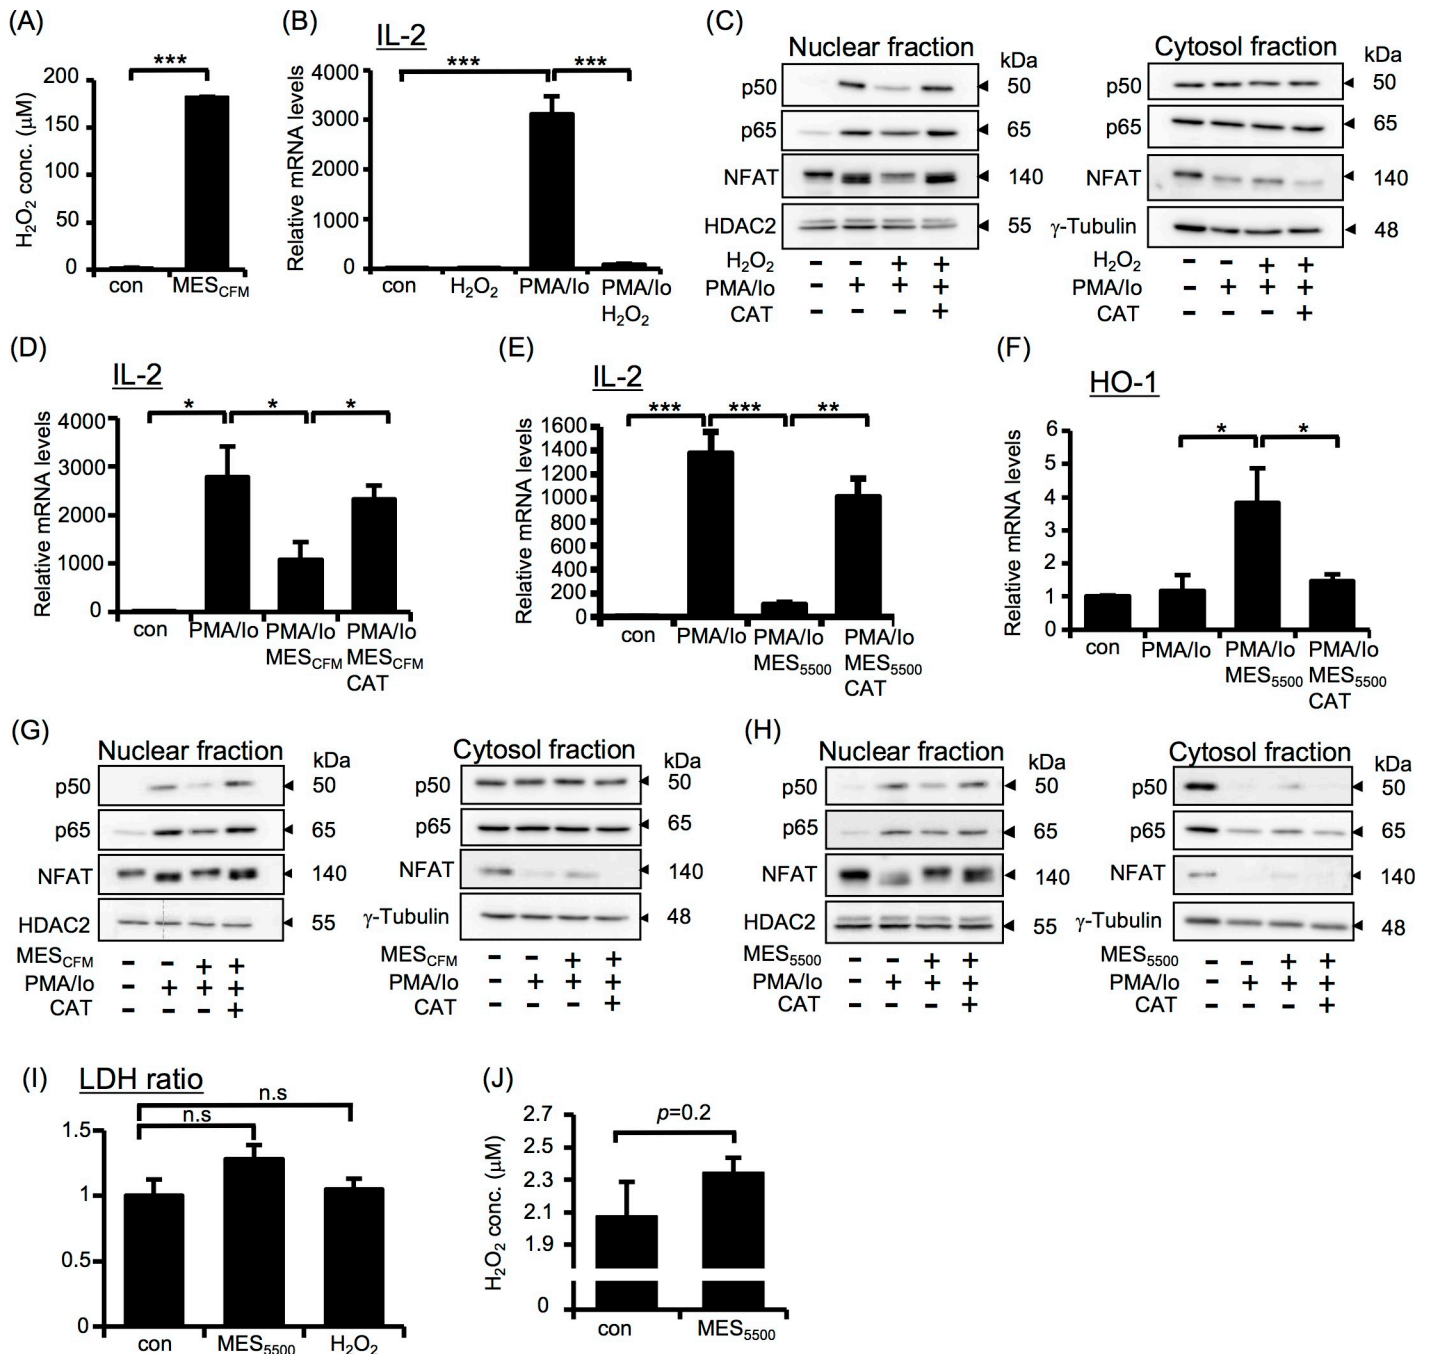 (A)
***
H₂O₂ conc. (μM)
200
150
100
50
0
con
MES_CFM
(B)
IL-2
*** ***
Relative mRNA levels
4000
3000
2000
1000
0
con
H₂O₂
PMA/Io
PMA/Io
H₂O₂
(C)
Nuclear fraction
kDa
p50 50
p65 65
NFAT 140
HDAC2 55
H₂O₂ - - + +
PMA/Io - + + +
CAT - - - +
Cytosol fraction
kDa
p50 50
p65 65
NFAT 140
γ-Tubulin 48
H₂O₂ - - + +
PMA/Io - + + +
CAT - - - +
(D)
IL-2
* * *
Relative mRNA levels
4000
3000
2000
1000
0
con
PMA/Io
PMA/Io
MES_CFM
PMA/Io
MES_CFM
CAT
(E)
IL-2
*** *** **
Relative mRNA levels
1600
1400
1200
1000
800
600
400
200
0
con
PMA/Io
PMA/Io
MES₅₅₀₀
PMA/Io
MES₅₅₀₀
CAT
(F)
HO-1
* *
Relative mRNA levels
6
5
4
3
2
1
0
con
PMA/Io
PMA/Io
MES₅₅₀₀
PMA/Io
MES₅₅₀₀
CAT
(G)
Nuclear fraction
kDa
p50 50
p65 65
NFAT 140
HDAC2 55
MES_CFM - - + +
PMA/Io - + + +
CAT - - - +
Cytosol fraction
kDa
p50 50
p65 65
NFAT 140
γ-Tubulin 48
MES_CFM - - + +
PMA/Io - + + +
CAT - - - +
(H)
Nuclear fraction
kDa
p50 50
p65 65
NFAT 140
HDAC2 55
MES₅₅₀₀ - - + +
PMA/Io - + + +
CAT - - - +
Cytosol fraction
kDa
p50 50
p65 65
NFAT 140
γ-Tubulin 48
MES₅₅₀₀ - - + +
PMA/Io - + + +
CAT - - - +
(I)
LDH ratio
n.s
n.s
1.5
1
0.5
0
con
MES₅₅₀₀
H₂O₂
(J)
p=0.2
H₂O₂ conc. (μM)
2.7
2.5
2.3
2.1
1.9
0
con
MES₅₅₀₀